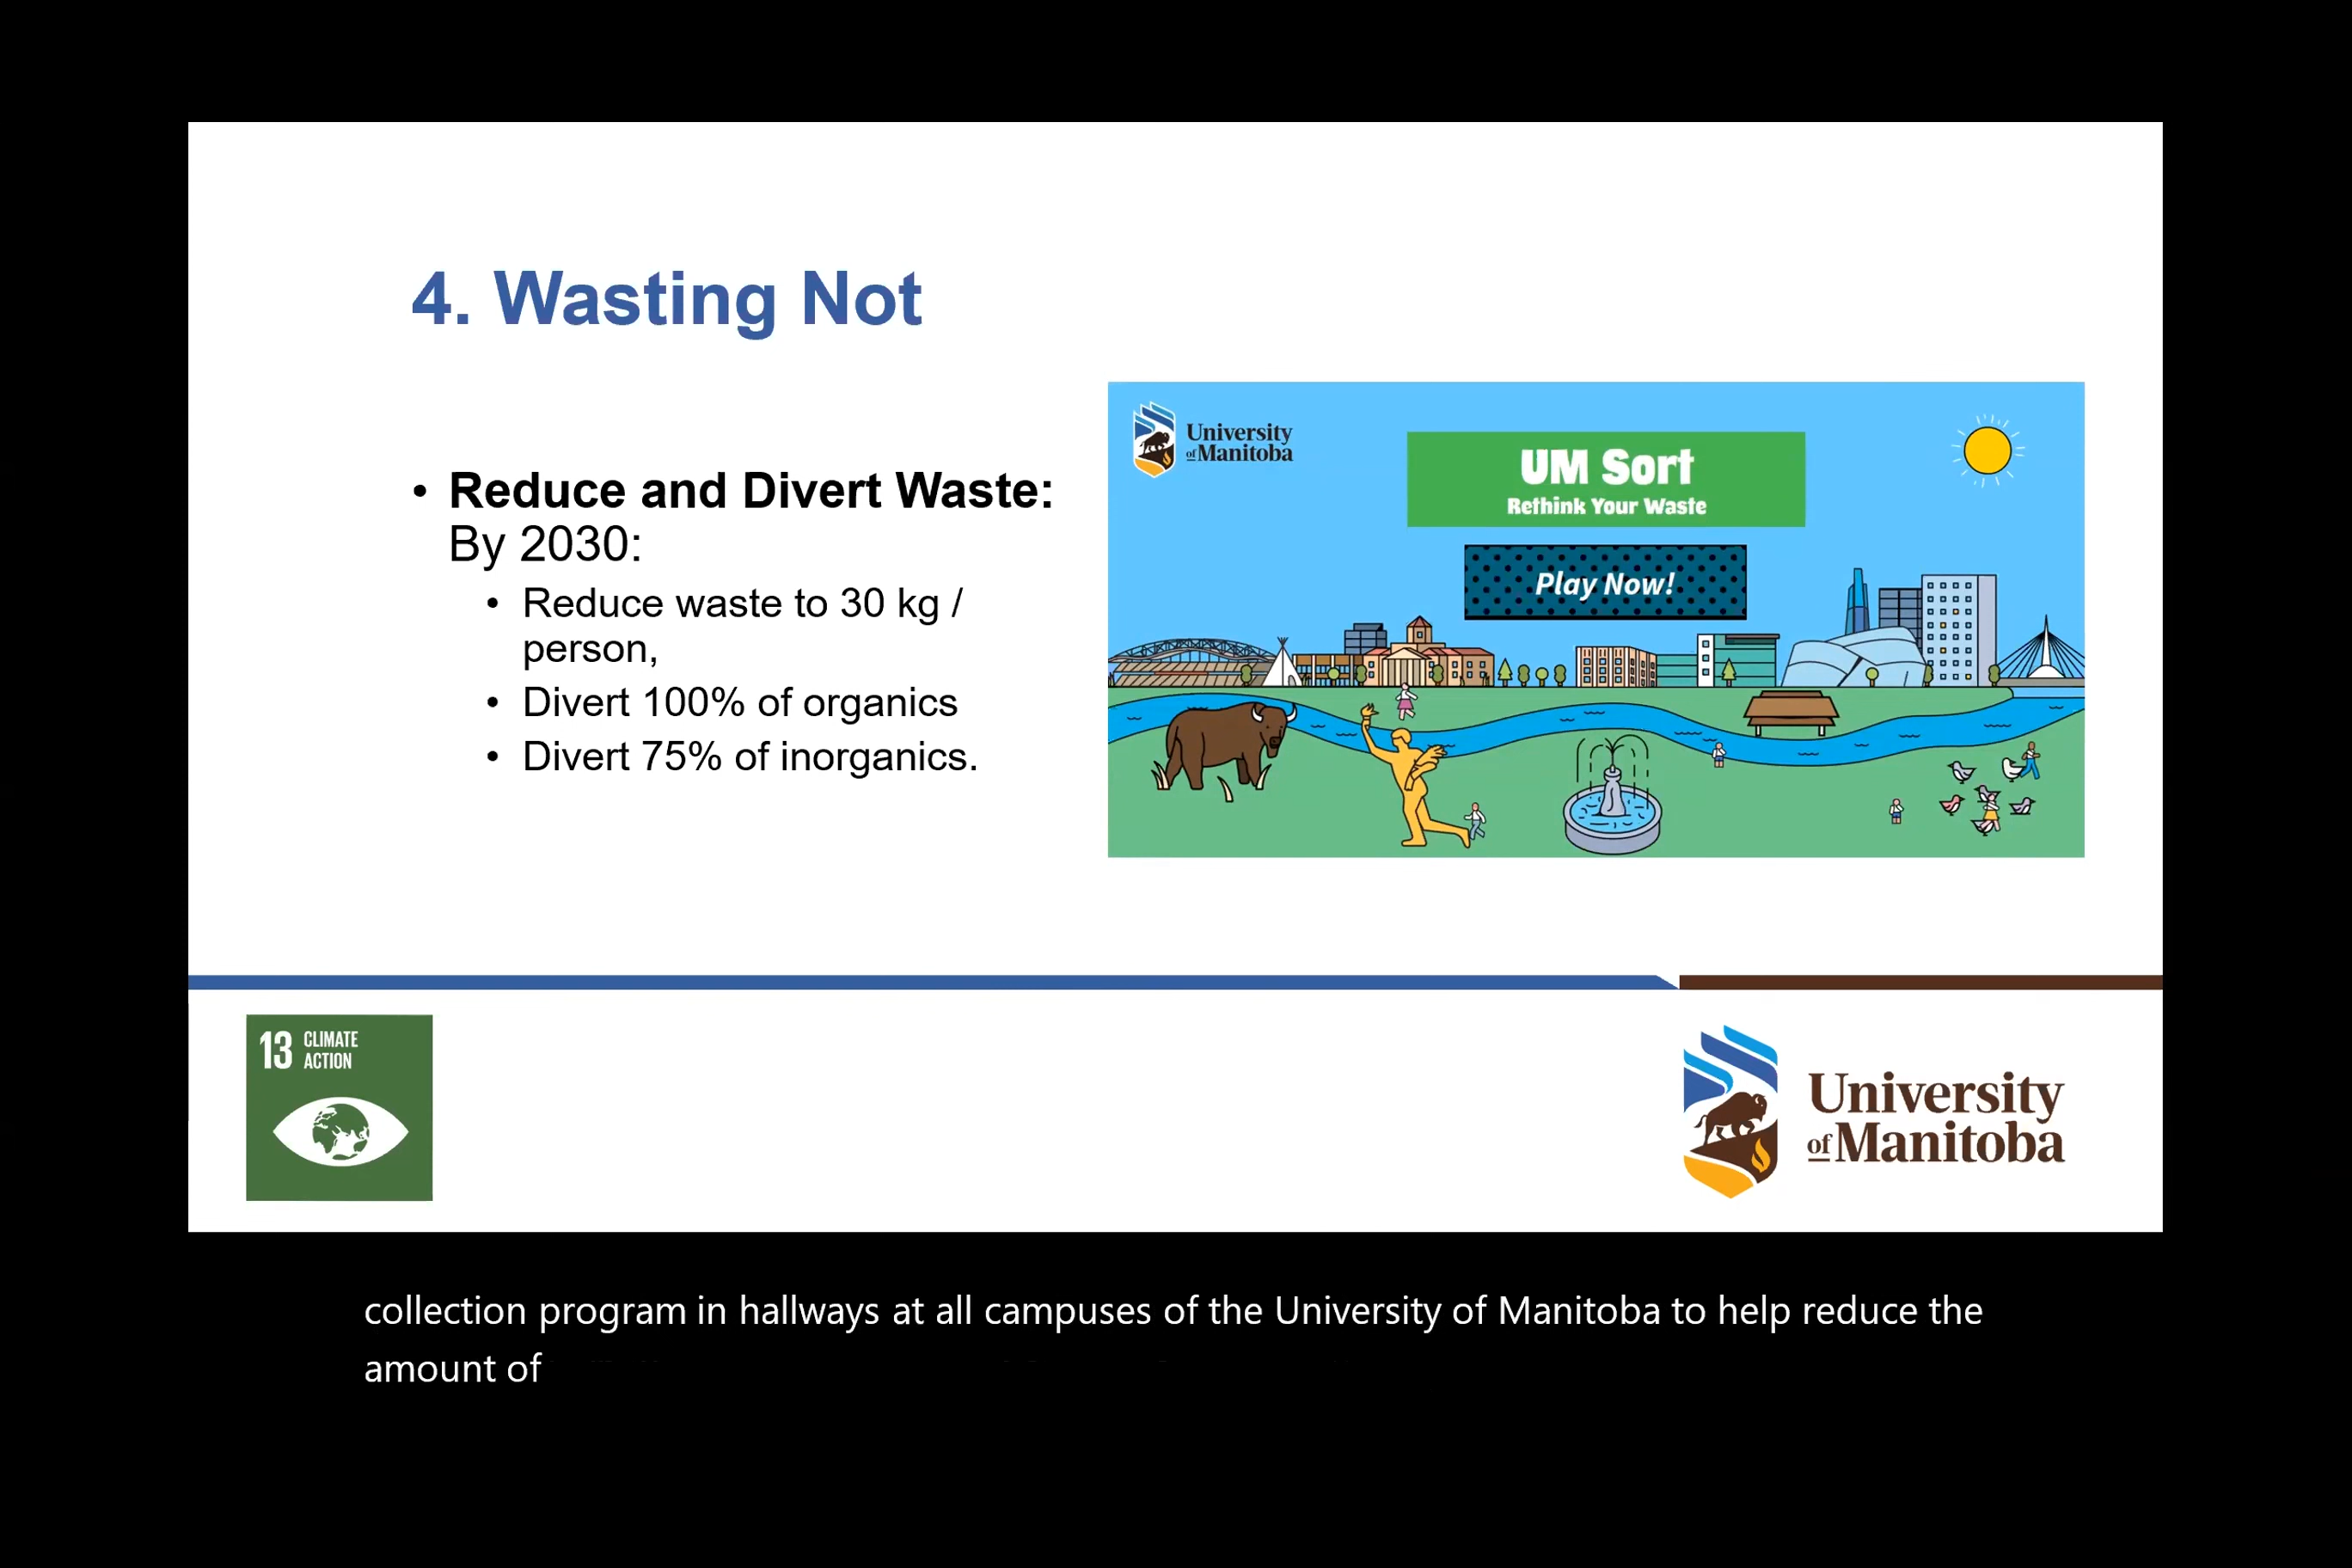 4. Wasting Not
• Reduce and Divert Waste:
By 2030:
• Reduce waste to 30 kg /
person,
• Divert 100% of organics
• Divert 75% of inorganics.
University
of Manitoba
UM Sort
Rethink Your Waste
Play Now!
13 CLIMATE
ACTION
University
of Manitoba
collection program in hallways at all campuses of the University of Manitoba to help reduce the
amount of